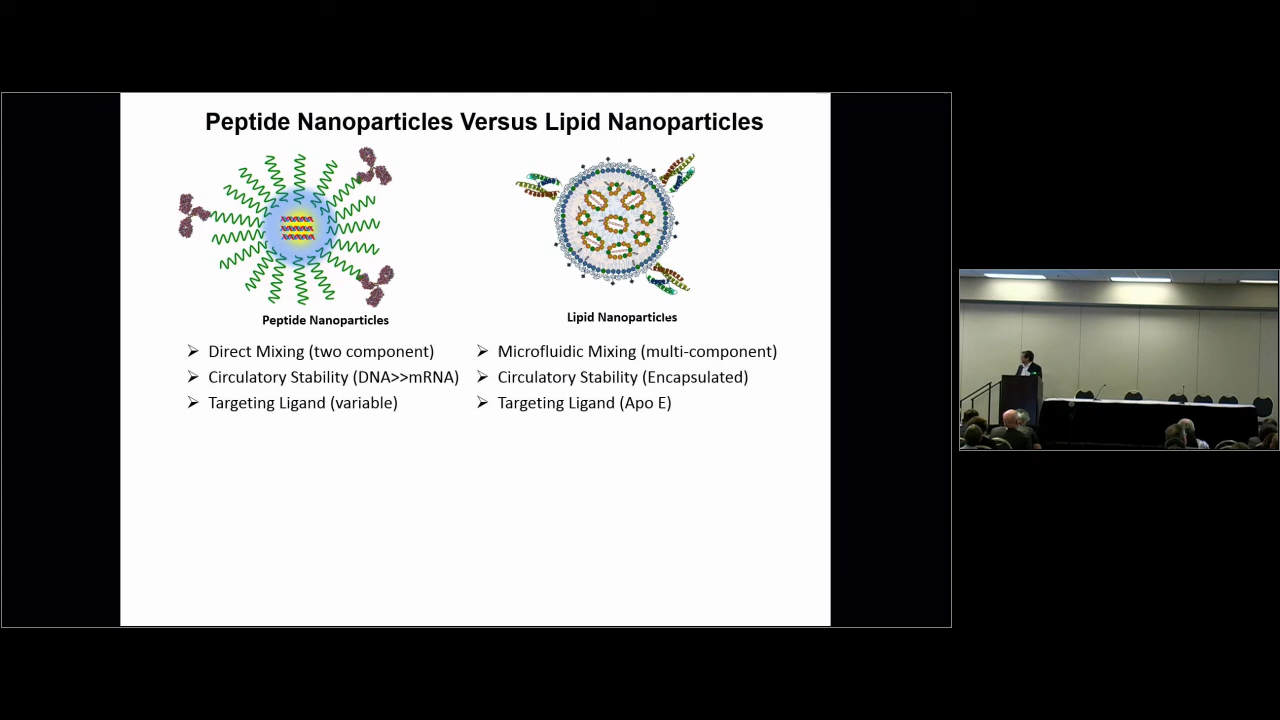 Peptide Nanoparticles Versus Lipid Nanoparticles
Peptide Nanoparticles
Direct Mixing (two component)
Circulatory Stability (DNA>>mRNA)
Targeting Ligand (variable)
Lipid Nanoparticles
Microfluidic Mixing (multi-component)
Circulatory Stability (Encapsulated)
Targeting Ligand (Apo E)